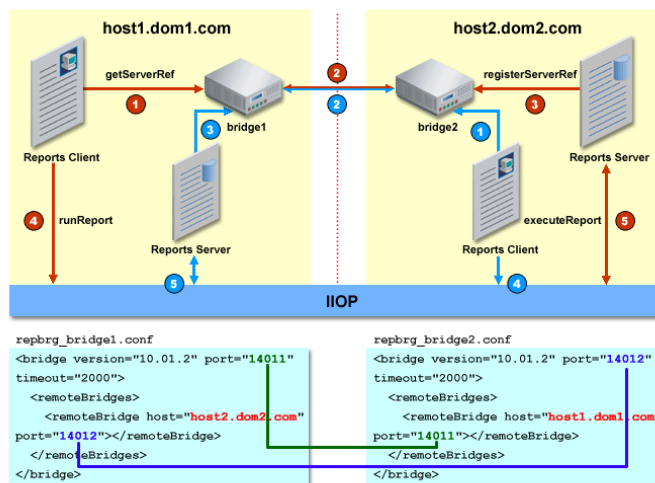 host1.dom1.com
host2.dom2.com
getServerRef
registerServerRef
1
2
2
3
3
1
bridge1
bridge2
Reports Client
Reports Server
4
runReport
executeReport
5
Reports Server
Reports Client
5
4
IIOP
repbrg_bridge1.conf
<bridge version="10.01.2" port="14011"
timeout="2000">
<remoteBridges>
<remoteBridge host="host2.dom2.com"
port="14012"></remoteBridge>
</remoteBridges>
</bridge>
repbrg_bridge2.conf
<bridge version="10.01.2" port="14012"
timeout="2000">
<remoteBridges>
<remoteBridge host="host1.dom1.com
port="14011"></remoteBridge>
</remoteBridges>
</bridge>